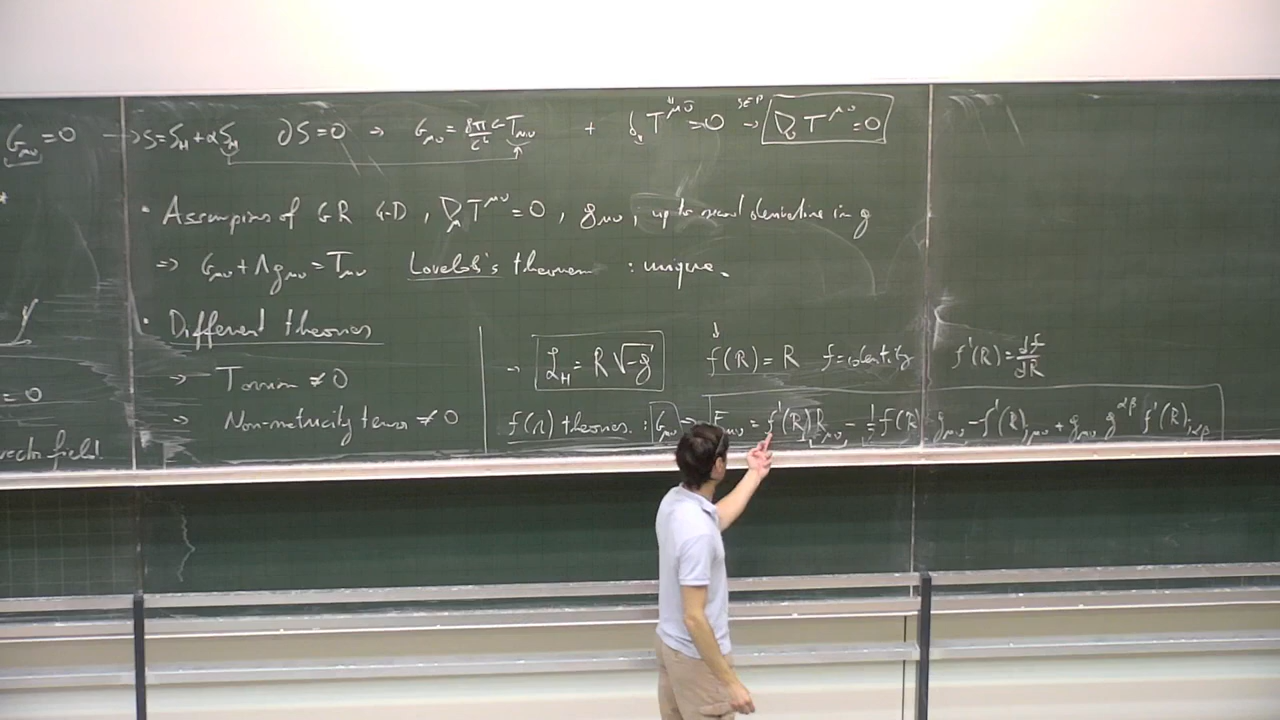 G_μν = 0 → S = S_H + α S_M   ∂S = 0 ⇒ G_μν = 8πG/c⁴ T_μν + ∂_μ T^μν = 0 →^SEP ∇_μ T^μν = 0
• Assumptions of GR 4-D, ∇_μ T^μν = 0, g_μν, up to second derivative in g
⇒ G_μν + Λ g_μν = T_μν   Lovelock's theorem : unique.
• Different theories
→ Torsion ≠ 0
→ Non-metricity tensor ≠ 0
→ ℒ_H = R √-g   f(R) = R   f = identity   f'(R) = df/dR
f(R) theories : G_μν → F_μν = f'(R) R_μν - ½ f(R) g_μν - f'(R)_;μν + g_μν g^αβ f'(R)_;αβ
= 0
vector field